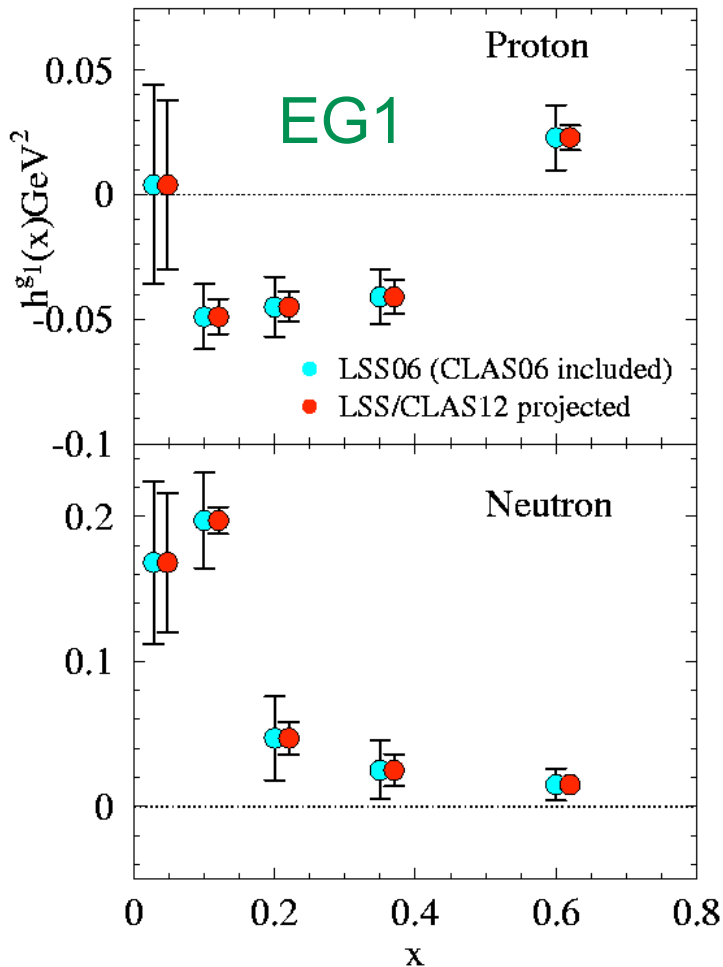 Proton
0.05
EG1
0
h^{g_1}(x)GeV^2
-0.05
LSS06 (CLAS06 included)
LSS/CLAS12 projected
-0.1
0.2
Neutron
0.1
0
0 0.2 0.4 0.6 0.8
x